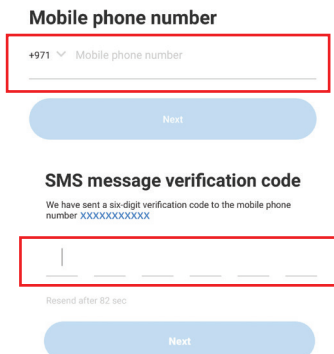 Mobile phone number
+971 Mobile phone number
Next
SMS message verification code
We have sent a six-digit verification code to the mobile phone
number XXXXXXXXXXX
Resend after 82 sec
Next